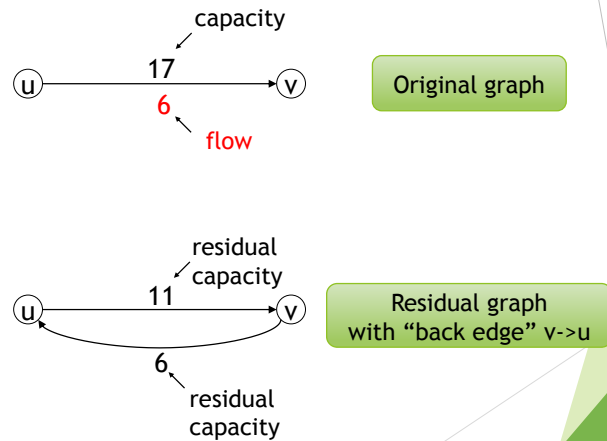 capacity
17
u
v
6
flow
Original graph
residual
capacity
11
u
v
6
residual
capacity
Residual graph
with “back edge” v->u